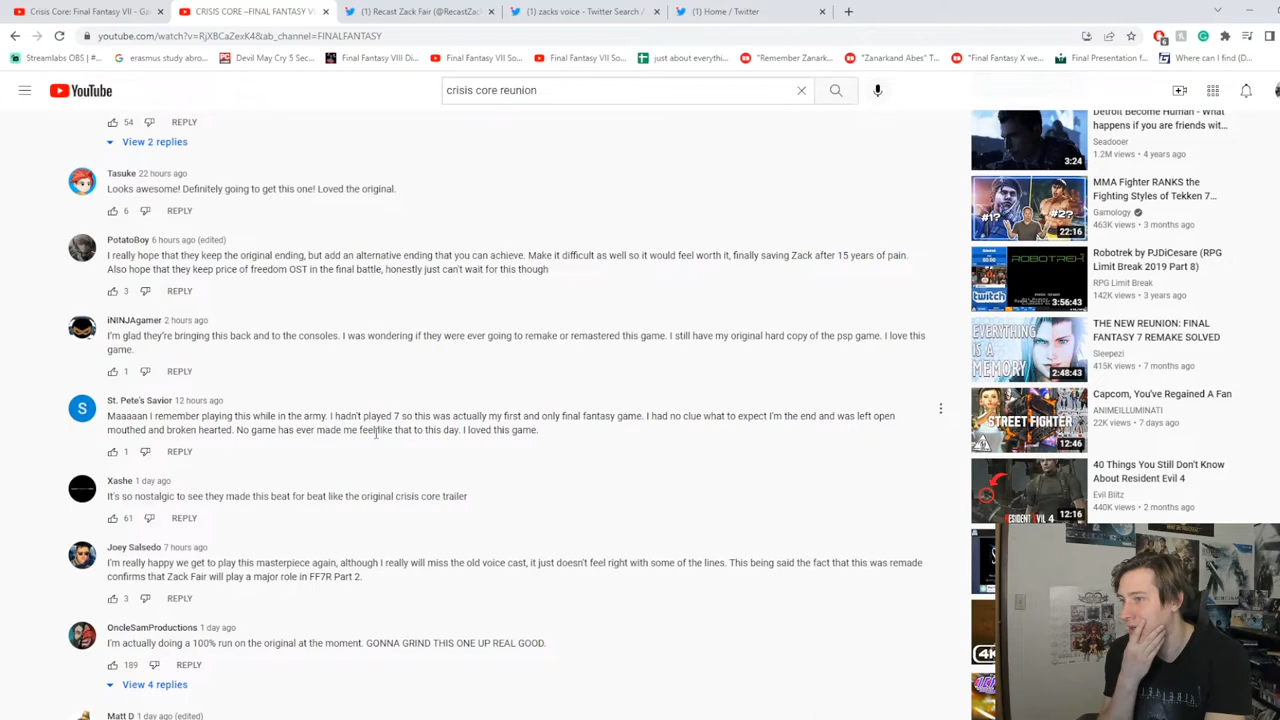 Crisis Core: Final Fantasy VII - Ga
CRISIS CORE –FINAL FANTASY V
(1) Recast Zack Fair (@RecastZac
(1) zacks voice - Twitter Search /
(1) Home / Twitter
youtube.com/watch?v=RjXBCaZexK4&ab_channel=FINALFANTASY
6
Streamlabs OBS | #...
erasmus study abro...
Devil May Cry 5 Sec...
Final Fantasy VII Di...
Final Fantasy VII So...
Final Fantasy VII So...
just about everythi...
"Remember Zanark...
"Zanarkand Abes" T...
"Final Fantasy X we...
Final Presentation f...
Where can I find (D...
YouTube
crisis core reunion
54 REPLY
View 2 replies
Tasuke 22 hours ago
Looks awesome! Definitely going to get this one! Loved the original.
6 REPLY
PotatoBoy 6 hours ago (edited)
I really hope that they keep the original ending, but add an alternative ending that you can achieve. Make it difficult as well so it would feel worth it, finally saving Zack after 15 years of pain.
Also hope that they keep price of freedom OST in the final battle, honestly just can't wait for this though
3 REPLY
iNINJAgamer 2 hours ago
I'm glad they're bringing this back and to the consoles. I was wondering if they were ever going to remake or remastered this game. I still have my original hard copy of the psp game. I love this
game.
1 REPLY
S
St. Pete's Savior 12 hours ago
Maaaaan I remember playing this while in the army. I hadn't played 7 so this was actually my first and only final fantasy game. I had no clue what to expect I'm the end and was left open
mouthed and broken hearted. No game has ever made me feel like that to this day. I loved this game.
1 REPLY
Xashe 1 day ago
It's so nostalgic to see they made this beat for beat like the original crisis core trailer
61 REPLY
Joey Salsedo 7 hours ago
I'm really happy we get to play this masterpiece again, although I really will miss the old voice cast, it just doesn't feel right with some of the lines. This being said the fact that this was remade
confirms that Zack Fair will play a major role in FF7R Part 2.
3 REPLY
OncleSamProductions 1 day ago
I'm actually doing a 100% run on the original at the moment. GONNA GRIND THIS ONE UP REAL GOOD.
189 REPLY
View 4 replies
Matt D 1 day ago (edited)
Detroit Become Human - What
happens if you are friends wit...
Seadooer
1.2M views • 4 years ago
3:24
MMA Fighter RANKS the
Fighting Styles of Tekken 7...
Gamology
463K views • 3 months ago
#1?
#2?
22:16
Robotrek by PJDiCesare (RPG
Limit Break 2019 Part 8)
RPG Limit Break
142K views • 3 years ago
ROBOTREK
twitch
3:56:43
THE NEW REUNION: FINAL
FANTASY 7 REMAKE SOLVED
Sleepezi
415K views • 7 months ago
EVERYTHING
IS A
MEMORY
2:48:43
Capcom, You've Regained A Fan
ANIMEILLUMINATI
22K views • 2 days ago
STREET FIGHTER
12:46
40 Things You Still Don't Know
About Resident Evil 4
Evil Blitz
440K views • 2 months ago
RESIDENT EVIL 4
12:16
4K